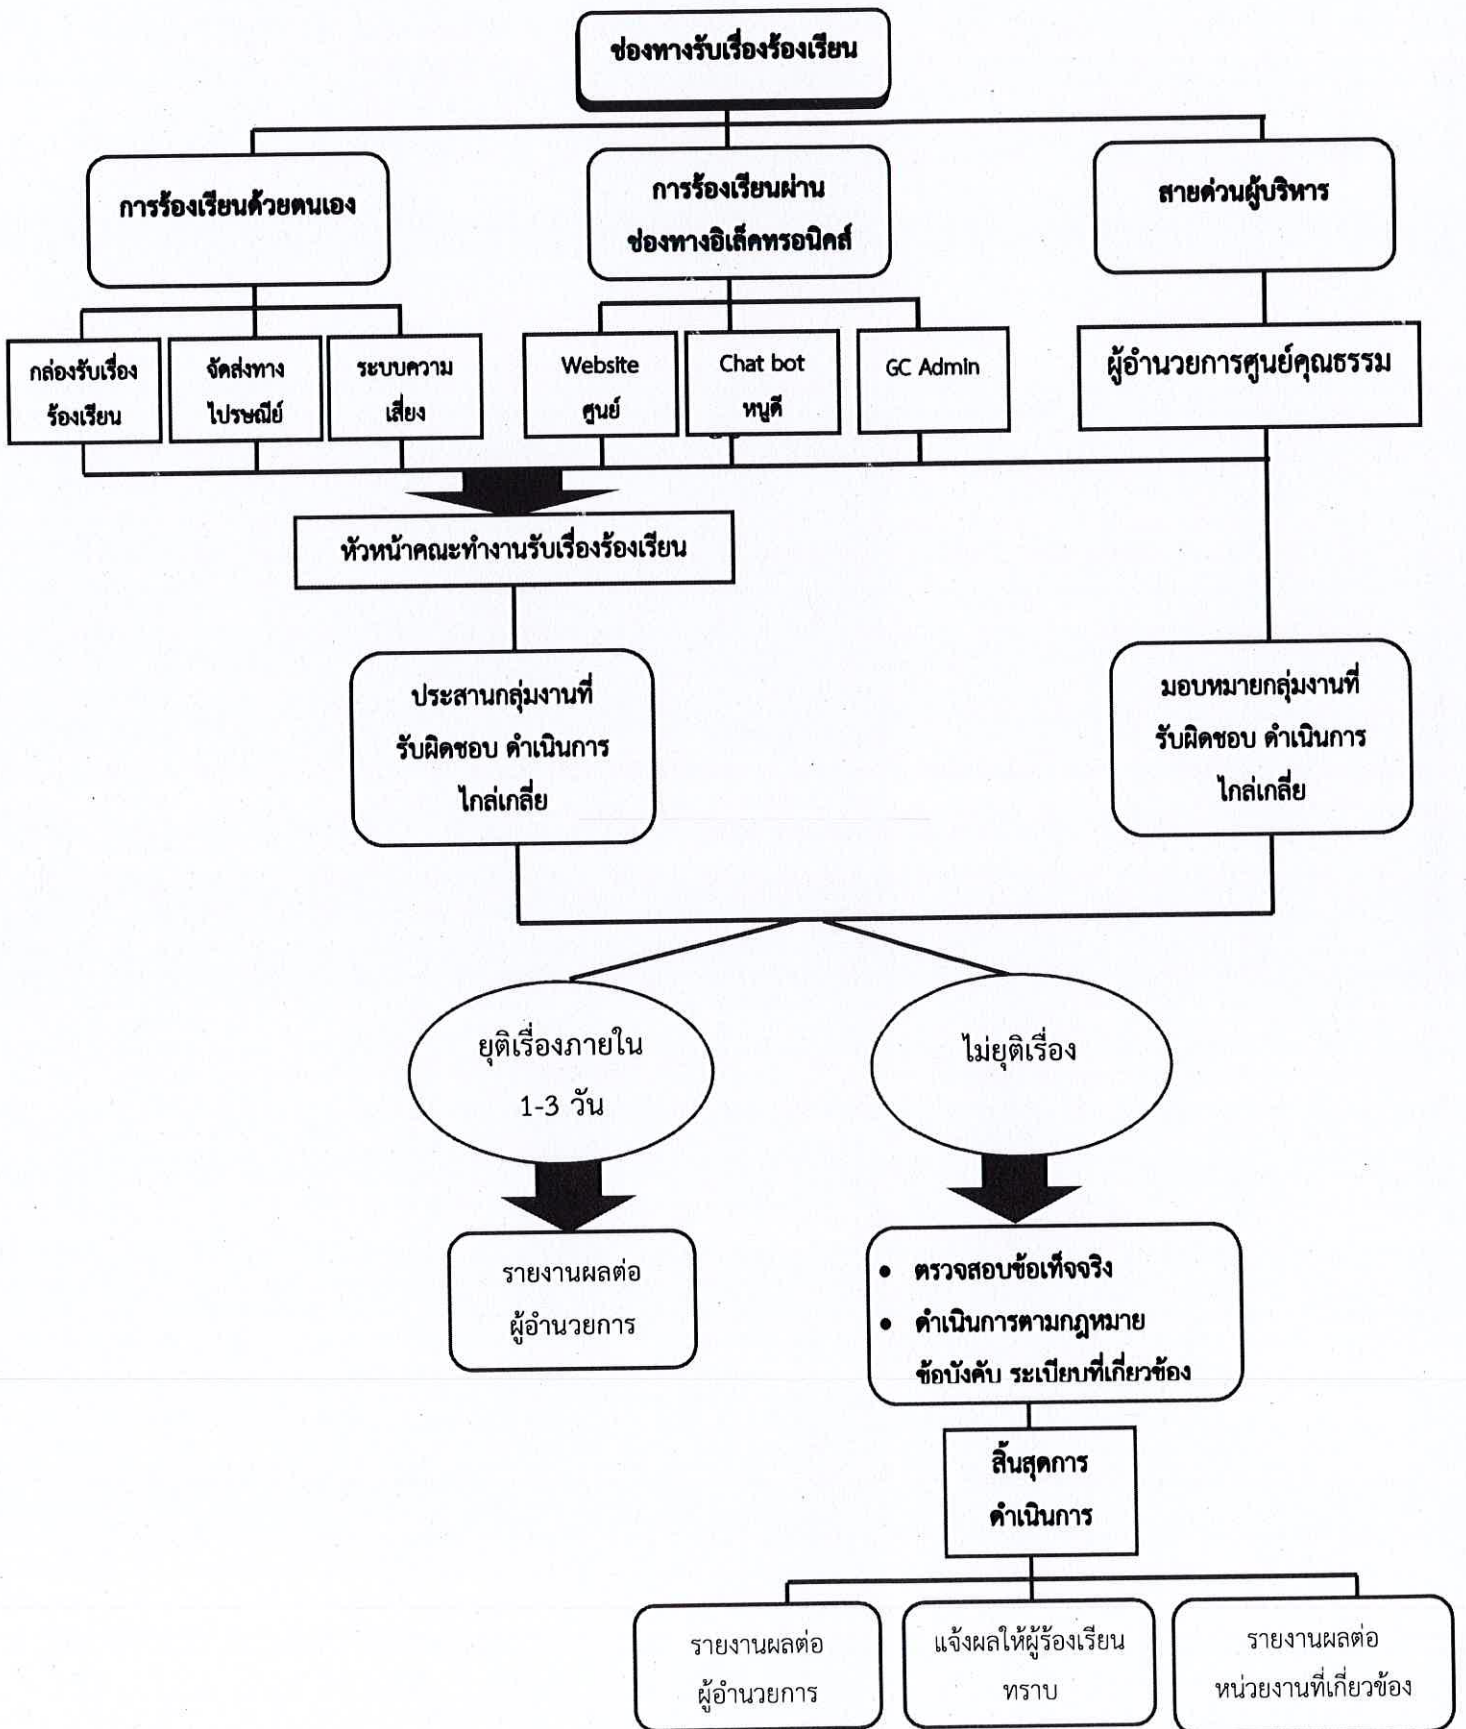 ช่องทางรับเรื่องร้องเรียน
การร้องเรียนด้วยตนเอง
การร้องเรียนผ่าน
ช่องทางอิเล็คทรอนิคส์
สายด่วนผู้บริหาร
กล่องรับเรื่อง
ร้องเรียน
จัดส่งทาง
ไปรษณีย์
ระบบความ
เสี่ยง
Website
ศูนย์
Chat bot
หนูดี
GC Admin
ผู้อำนวยการศูนย์คุณธรรม
หัวหน้าคณะทำงานรับเรื่องร้องเรียน
ประสานกลุ่มงานที่
รับผิดชอบ ดำเนินการ
ไกล่เกลี่ย
มอบหมายกลุ่มงานที่
รับผิดชอบ ดำเนินการ
ไกล่เกลี่ย
ยุติเรื่องภายใน
1-3 วัน
ไม่ยุติเรื่อง
รายงานผลต่อ
ผู้อำนวยการ
• ตรวจสอบข้อเท็จจริง
• ดำเนินการตามกฎหมาย
ข้อบังคับ ระเบียบที่เกี่ยวข้อง
สิ้นสุดการ
ดำเนินการ
รายงานผลต่อ
ผู้อำนวยการ
แจ้งผลให้ผู้ร้องเรียน
ทราบ
รายงานผลต่อ
หน่วยงานที่เกี่ยวข้อง